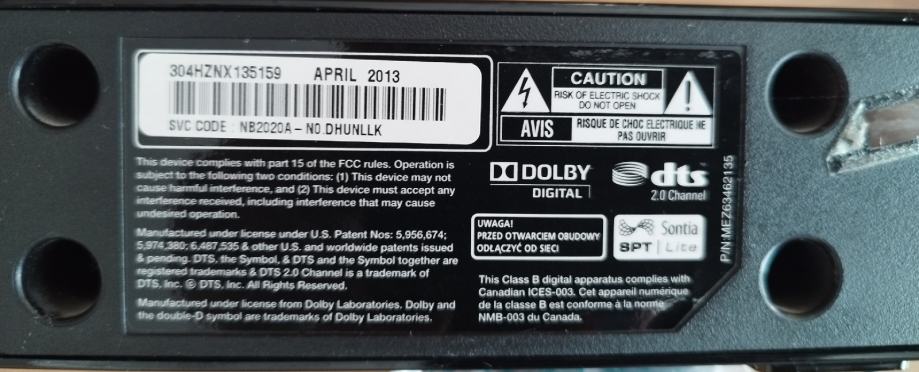 304HZNX135159 APRIL 2013
SVC CODE : NB2020A - N0.DHUNLLK
CAUTION
RISK OF ELECTRIC SHOCK
DO NOT OPEN
AVIS
RISQUE DE CHOC ELECTRIQUE NE
PAS OUVRIR
This device complies with part 15 of the FCC rules. Operation is
subject to the following two conditions: (1) This device may not
cause harmful interference, and (2) This device must accept any
interference received, including interference that may cause
undesired operation.
Manufactured under license under U.S. Patent Nos: 5,956,674;
5,974,380; 6,487,535 & other U.S. and worldwide patents issued
& pending. DTS, the Symbol, & DTS and the Symbol together are
registered trademarks & DTS 2.0 Channel is a trademark of
DTS, Inc. © DTS, Inc. All Rights Reserved.
Manufactured under license from Dolby Laboratories. Dolby and
the double-D symbol are trademarks of Dolby Laboratories.
DOLBY
DIGITAL
dts
2.0 Channel
UWAGA!
PRZED OTWARCIEM OBUDOWY
ODŁĄCZYĆ OD SIECI
Sontia
SPT Lite
This Class B digital apparatus complies with
Canadian ICES-003. Cet appareil numérique
de la classe B est conforme à la norme
NMB-003 du Canada.
P/N:MEZ63462135